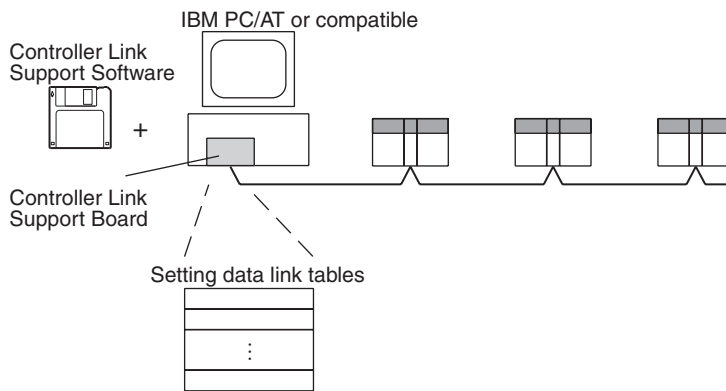 IBM PC/AT or compatible
Controller Link
Support Software
+
Controller Link
Support Board
Setting data link tables